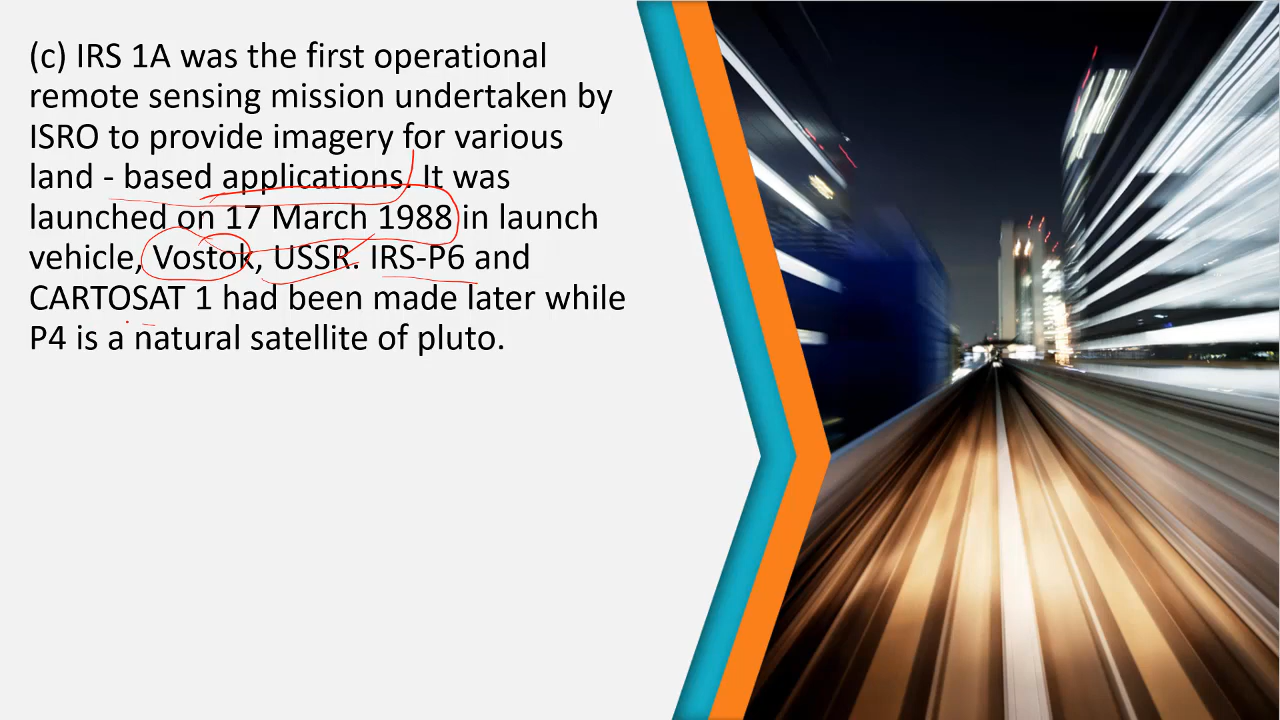 (c) IRS 1A was the first operational
remote sensing mission undertaken by
ISRO to provide imagery for various
land - based applications. It was
launched on 17 March 1988 in launch
vehicle, Vostok, USSR. IRS-P6 and
CARTOSAT 1 had been made later while
P4 is a natural satellite of pluto.